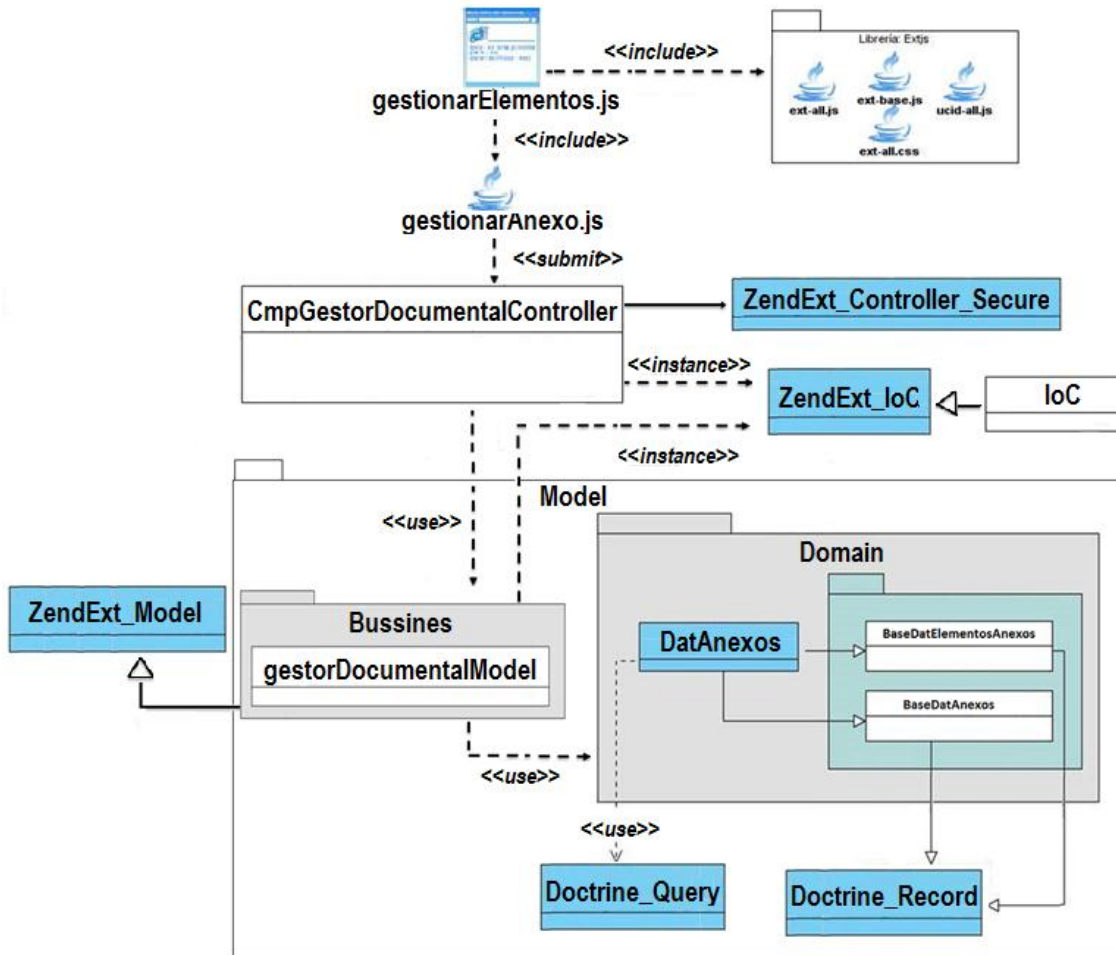 <<include>>
Librería: Extjs
ext-all.js
ext-base.js
ucid-all.js
ext-all.css
gestionarElementos.js
<<include>>
gestionarAnexo.js
<<submit>>
CmpGestorDocumentalController
ZendExt_Controller_Secure
<<instance>>
ZendExt_IoC
IoC
<<instance>>
Model
<<use>>
Domain
ZendExt_Model
Bussines
gestorDocumentalModel
DatAnexos
BaseDatElementosAnexos
BaseDatAnexos
<<use>>
<<use>>
Doctrine_Query
Doctrine_Record